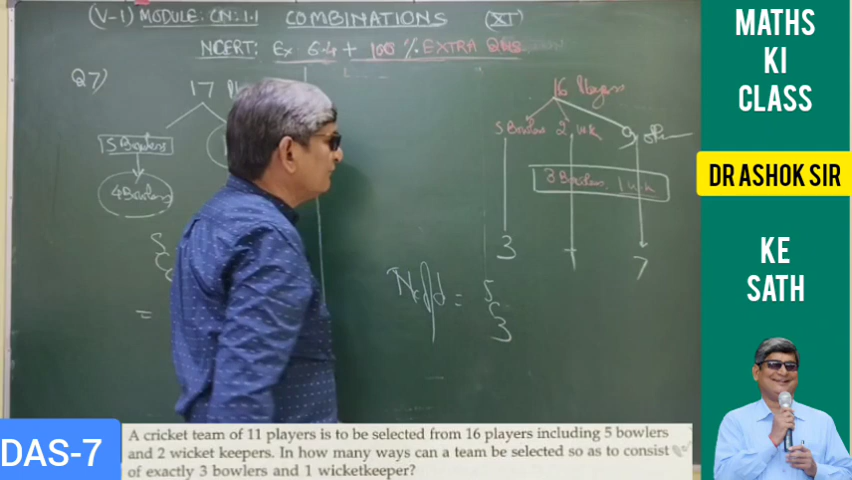 (V-1) MODULE: CN: 1.1 COMBINATIONS (XI)
NCERT: Ex 6.4 + 100 % EXTRA QNS
Q7)
17 Pl
5 Bowlers
4 Bowlers
=
16 Players
5 Bowlers 2 wk 9
3 Bowlers, 1 wk
3 1 7
N of d = 5
C
3
MATHS
KI
CLASS
DR ASHOK SIR
KE
SATH
DAS-7
A cricket team of 11 players is to be selected from 16 players including 5 bowlers
and 2 wicket keepers. In how many ways can a team be selected so as to consist
of exactly 3 bowlers and 1 wicketkeeper?